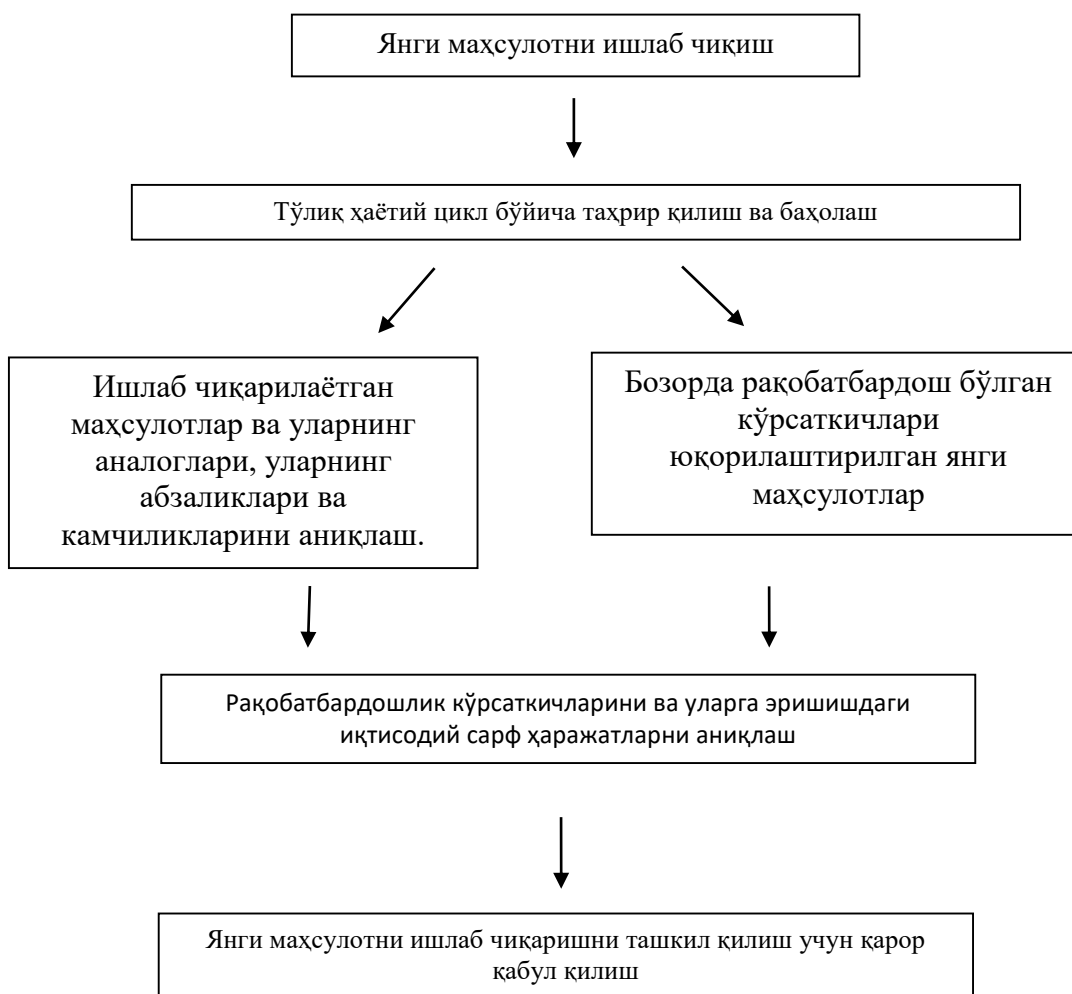 Янги маҳсулотни ишлаб чиқиш
Тўлиқ ҳаётий цикл бўйича таҳрир қилиш ва баҳолаш
Ишлаб чиқарилаётган
маҳсулотлар ва уларнинг
аналоглари, уларнинг
абзаликлари ва
камчиликларини аниқлаш.
Бозорда рақобатбардош бўлган
кўрсаткичлари
юқорилаштирилган янги
маҳсулотлар
Рақобатбардошлик кўрсаткичларини ва уларга эришишдаги
иқтисодий сарф ҳаражатларни аниқлаш
Янги маҳсулотни ишлаб чиқаришни ташкил қилиш учун қарор
қабул қилиш